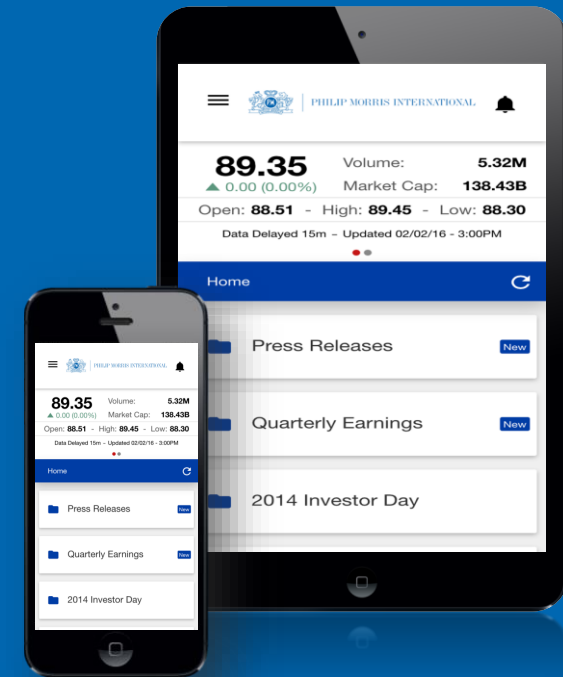 PHILIP MORRIS INTERNATIONAL
89.35 Volume: 5.32M
▲ 0.00 (0.00%) Market Cap: 138.43B
Open: 88.51 - High: 89.45 - Low: 88.30
Data Delayed 15m - Updated 02/02/16 - 3:00PM
Home
Press Releases New
Quarterly Earnings New
2014 Investor Day
PHILIP MORRIS INTERNATIONAL
89.35 Volume: 5.32M
▲ 0.00 (0.00%) Market Cap: 138.43B
Open: 88.51 - High: 89.45 - Low: 88.30
Data Delayed 15m - Updated 02/02/16 - 3:00PM
Home
Press Releases New
Quarterly Earnings New
2014 Investor Day